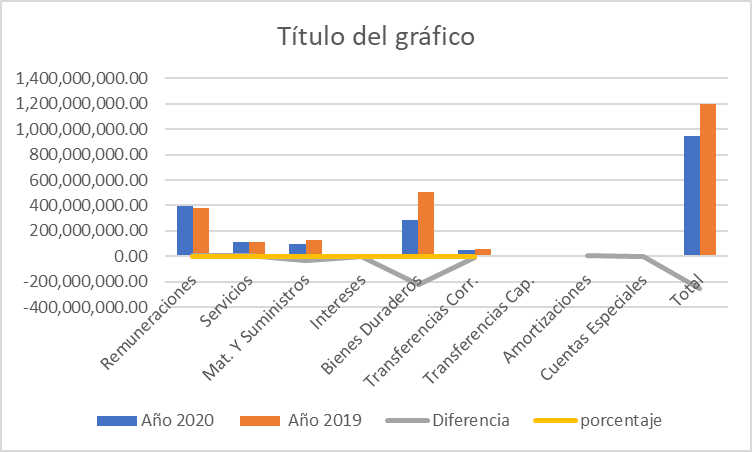 Título del gráfico
1,400,000,000.00
1,200,000,000.00
1,000,000,000.00
800,000,000.00
600,000,000.00
400,000,000.00
200,000,000.00
0.00
-200,000,000.00
-400,000,000.00
Remuneraciones
Servicios
Mat. Y Suministros
Intereses
Bienes Duraderos
Transferencias Corr.
Transferencias Cap.
Amortizaciones
Cuentas Especiales
Total
Año 2020 Año 2019 Diferencia porcentaje